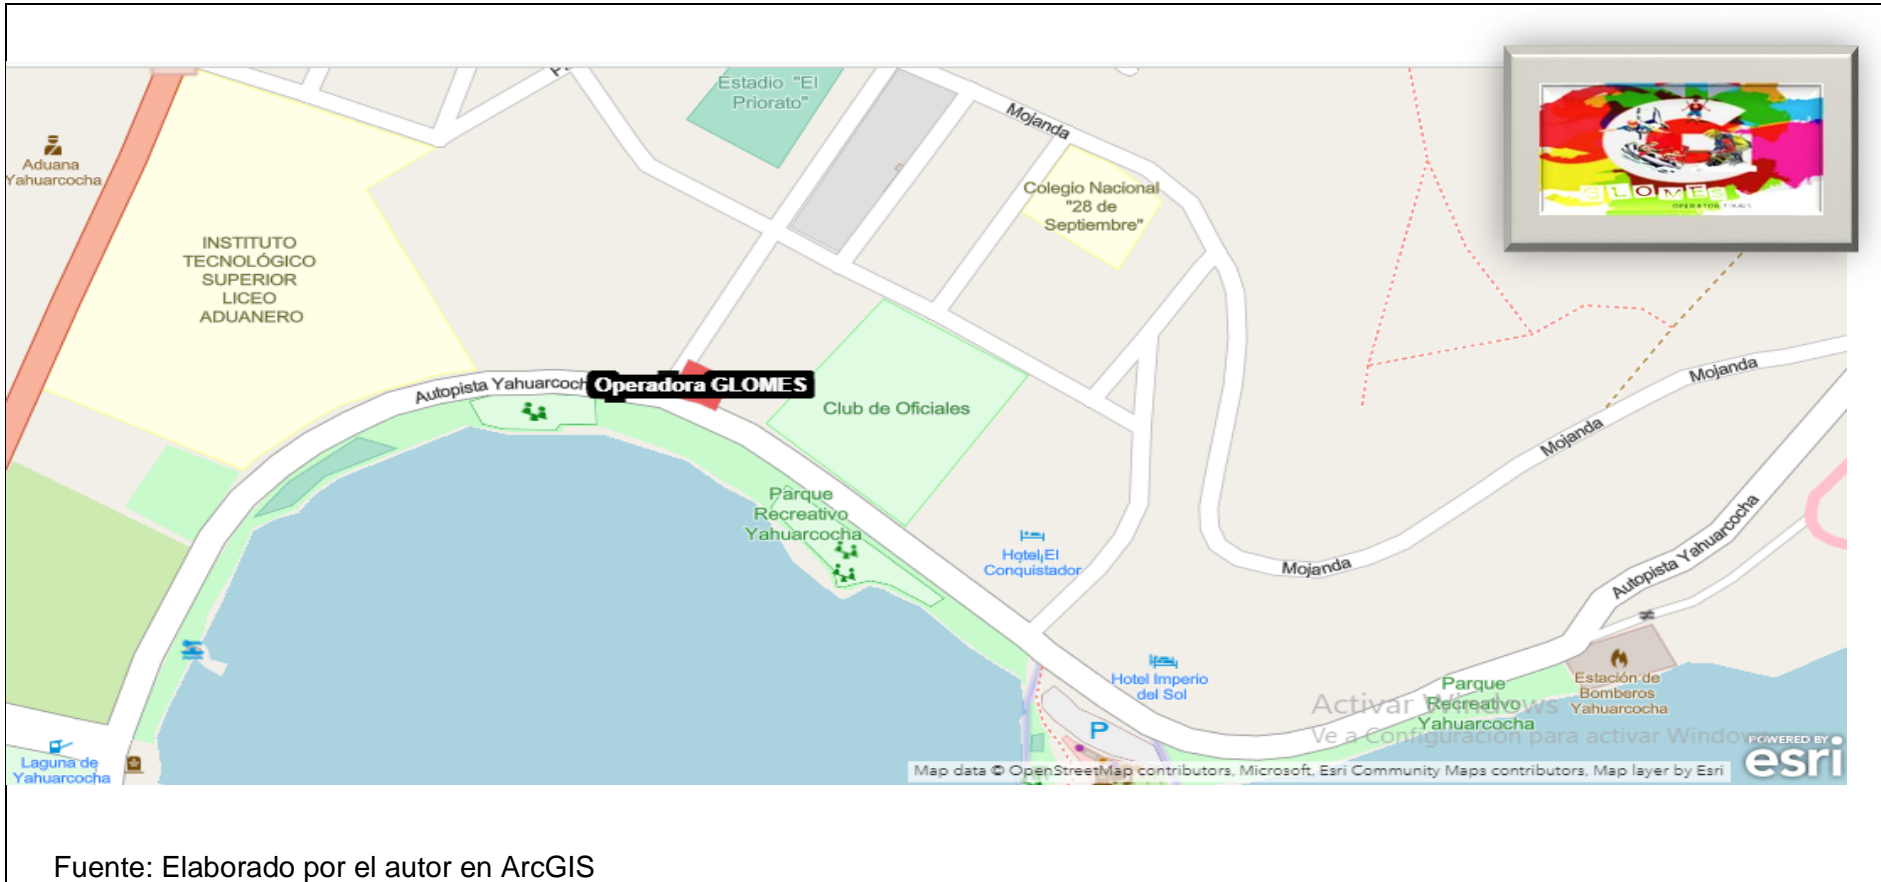 Estadio "El
Priorato"
Mojanda
Aduana
Yahuarcocha
Colegio Nacional
"28 de
Septiembre"
GLOMES
OPERATOR TOURS
INSTITUTO
TECNOLÓGICO
SUPERIOR
LICEO
ADUANERO
Autopista Yahuarcoch
Operadora GLOMES
Club de Oficiales
Mojanda
Mojanda
Parque
Recreativo
Yahuarcocha
Hotel El
Conquistador
Mojanda
Autopista Yahuarcocha
Hotel Imperio
del Sol
Parque
Recreativo
Yahuarcocha
Estación de
Bomberos
Yahuarcocha
Activar Windows
Ve a Configuración para activar Windows
P
Laguna de
Yahuarcocha
POWERED BY
esri
Map data © OpenStreetMap contributors, Microsoft, Esri Community Maps contributors, Map layer by Esri
Fuente: Elaborado por el autor en ArcGIS